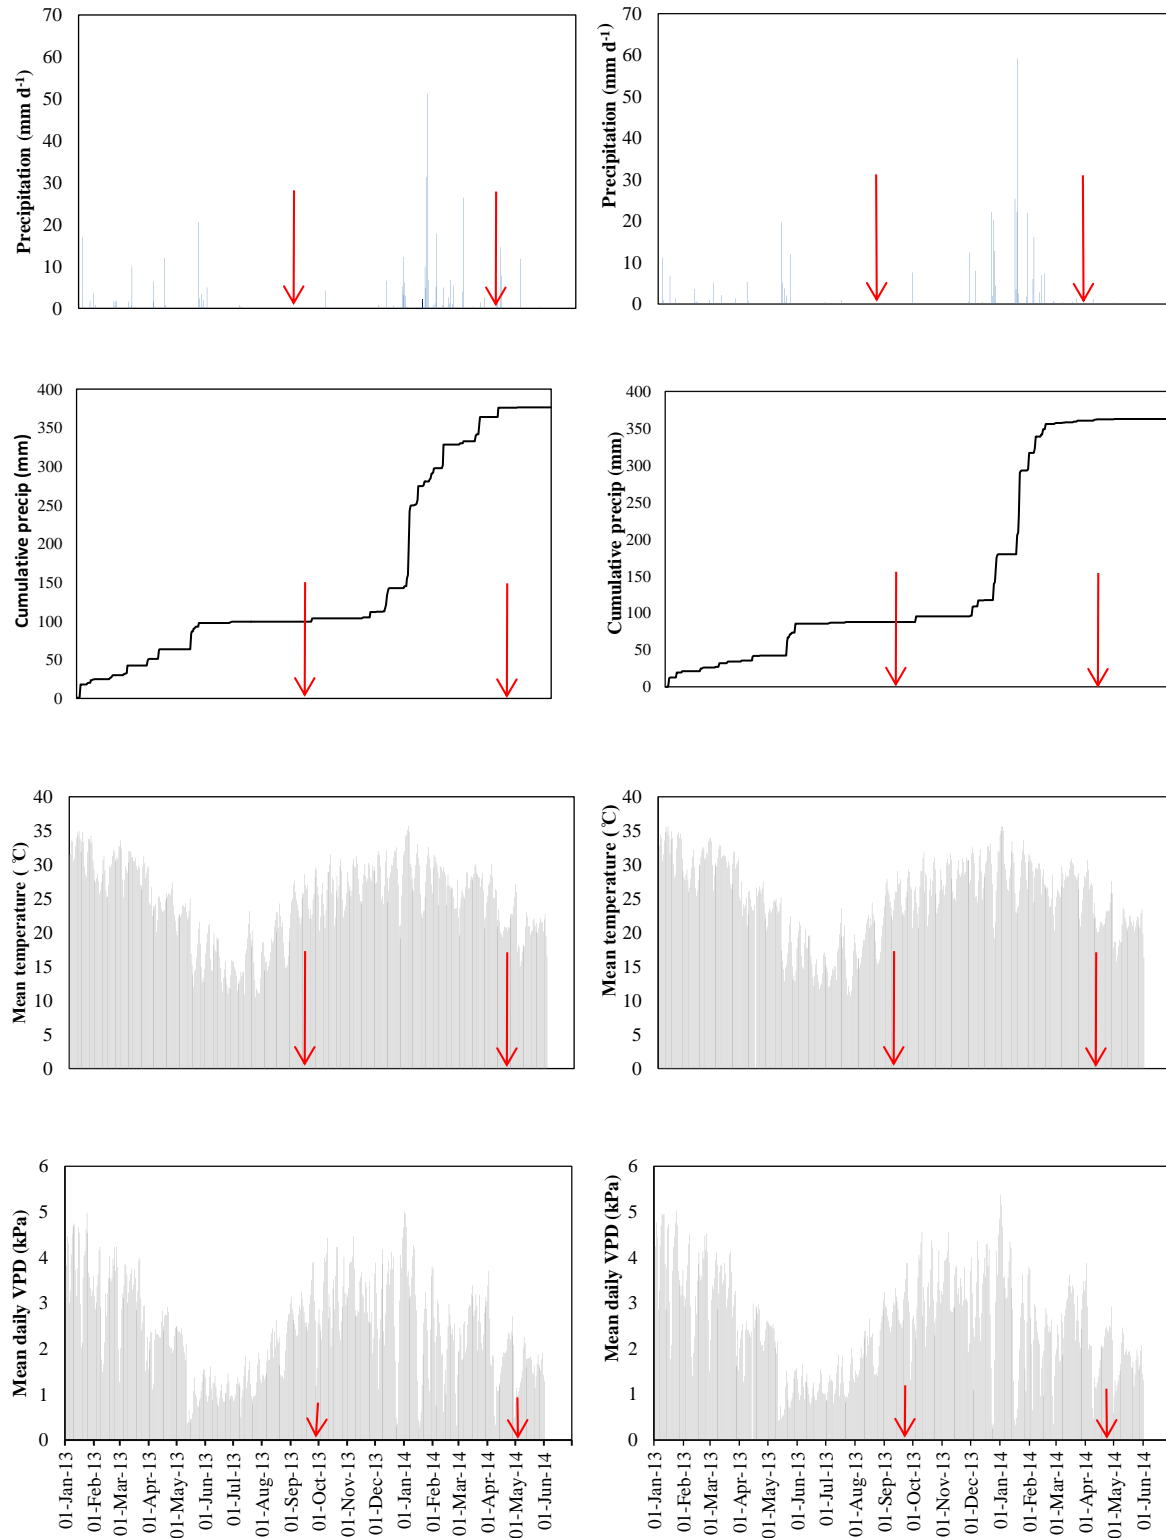 Precipitation (mm d-1)
70
60
50
40
30
20
10
0
Precipitation (mm d-1)
70
60
50
40
30
20
10
0
Cumulative precip (mm)
400
350
300
250
200
150
100
50
0
Cumulative precip (mm)
400
350
300
250
200
150
100
50
0
Mean temperature (℃)
40
35
30
25
20
15
10
5
0
Mean temperature (℃)
40
35
30
25
20
15
10
5
0
Mean daily VPD (kPa)
6
5
4
3
2
1
0
01-Jan-13
01-Feb-13
01-Mar-13
01-Apr-13
01-May-13
01-Jun-13
01-Jul-13
01-Aug-13
01-Sep-13
01-Oct-13
01-Nov-13
01-Dec-13
01-Jan-14
01-Feb-14
01-Mar-14
01-Apr-14
01-May-14
01-Jun-14
Mean daily VPD (kPa)
6
5
4
3
2
1
0
01-Jan-13
01-Feb-13
01-Mar-13
01-Apr-13
01-May-13
01-Jun-13
01-Jul-13
01-Aug-13
01-Sep-13
01-Oct-13
01-Nov-13
01-Dec-13
01-Jan-14
01-Feb-14
01-Mar-14
01-Apr-14
01-May-14
01-Jun-14